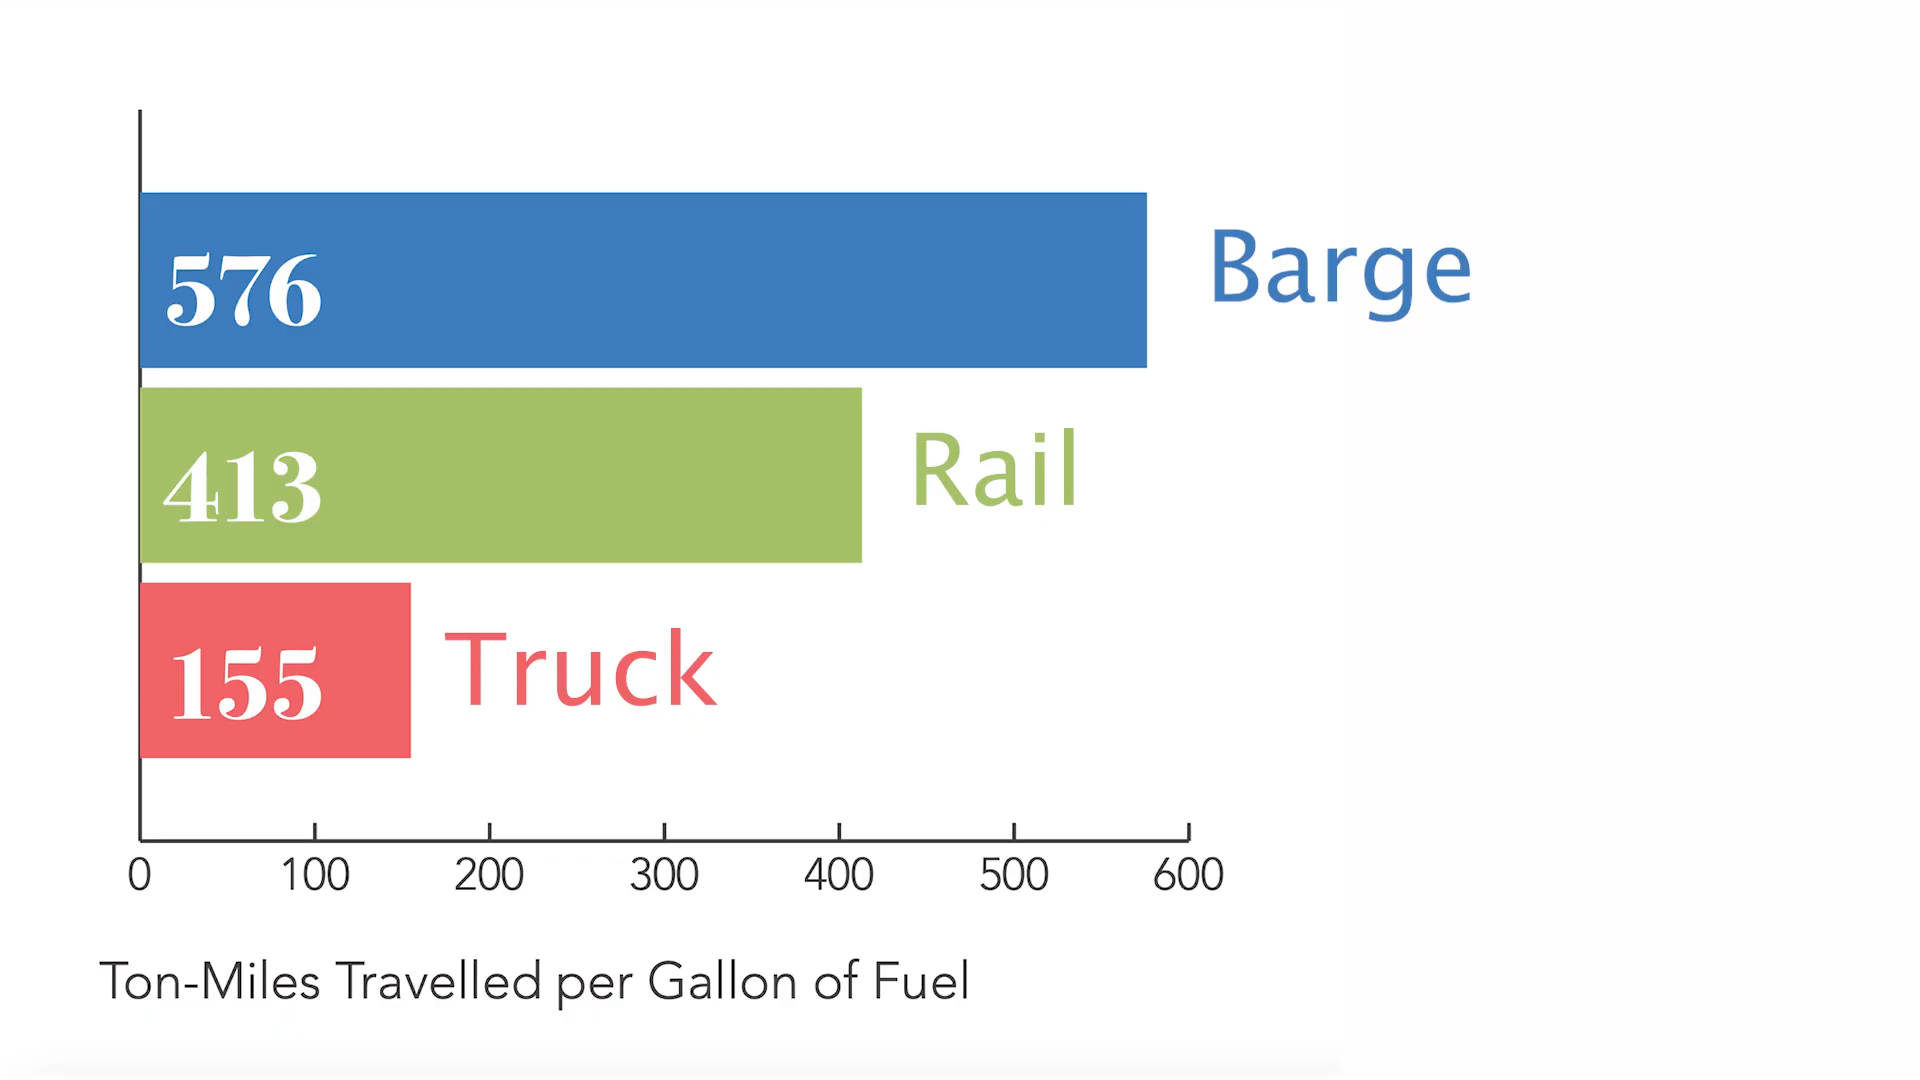 576 Barge
413 Rail
155 Truck
0 100 200 300 400 500 600
Ton-Miles Travelled per Gallon of Fuel